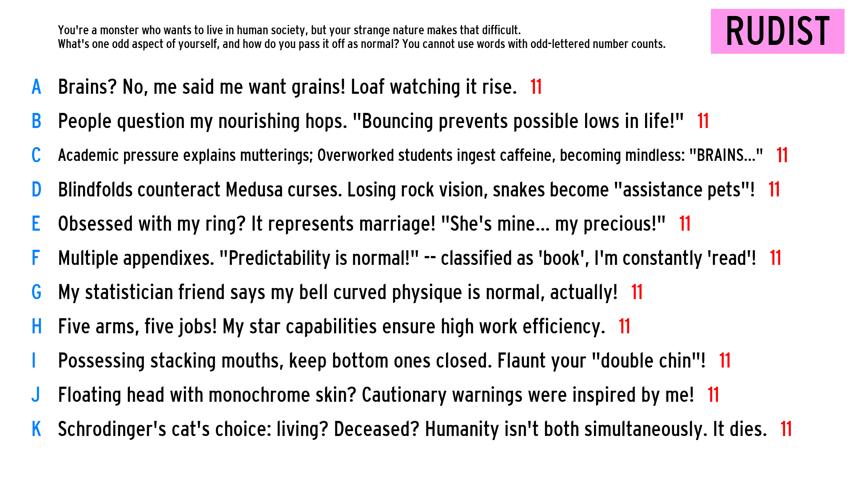 You're a monster who wants to live in human society, but your strange nature makes that difficult.
What's one odd aspect of yourself, and how do you pass it off as normal? You cannot use words with odd-lettered number counts.
RUDIST
A Brains? No, me said me want grains! Loaf watching it rise. 11
B People question my nourishing hops. "Bouncing prevents possible lows in life!" 11
C Academic pressure explains mutterings; Overworked students ingest caffeine, becoming mindless: "BRAINS..." 11
D Blindfolds counteract Medusa curses. Losing rock vision, snakes become "assistance pets"! 11
E Obsessed with my ring? It represents marriage! "She's mine... my precious!" 11
F Multiple appendixes. "Predictability is normal!" -- classified as 'book', I'm constantly 'read'! 11
G My statistician friend says my bell curved physique is normal, actually! 11
H Five arms, five jobs! My star capabilities ensure high work efficiency. 11
I Possessing stacking mouths, keep bottom ones closed. Flaunt your "double chin"! 11
J Floating head with monochrome skin? Cautionary warnings were inspired by me! 11
K Schrodinger's cat's choice: living? Deceased? Humanity isn't both simultaneously. It dies. 11